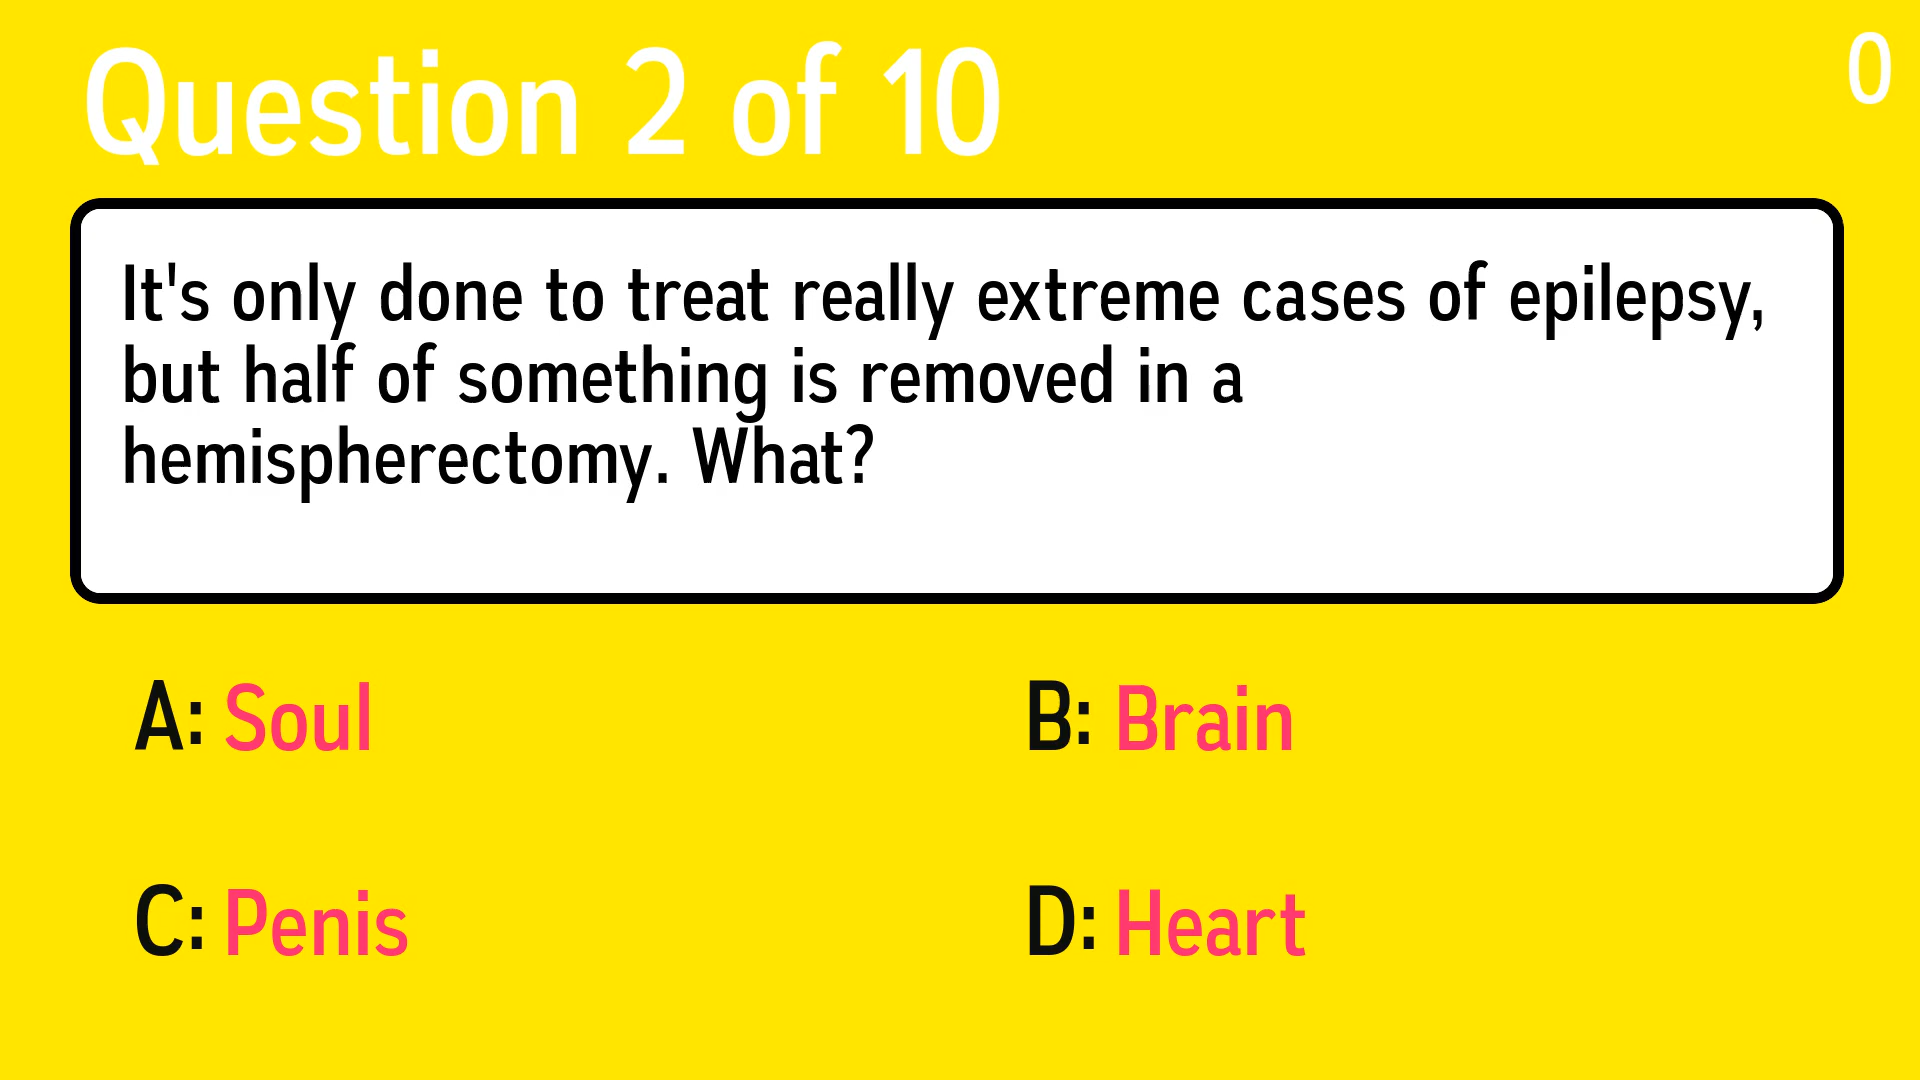 Question 2 of 10
0
It's only done to treat really extreme cases of epilepsy,
but half of something is removed in a
hemispherectomy. What?
A: Soul
B: Brain
C: Penis
D: Heart